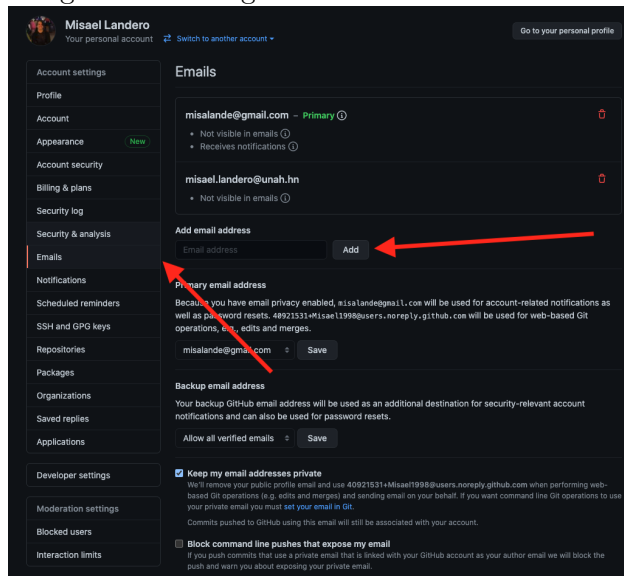 Misael Landero
Your personal account
Switch to another account
Go to your personal profile
Account settings
Profile
Account
Appearance New
Account security
Billing & plans
Security log
Security & analysis
Emails
Notifications
Scheduled reminders
SSH and GPG keys
Repositories
Packages
Organizations
Saved replies
Applications
Developer settings
Moderation settings
Blocked users
Interaction limits
Emails
misalande@gmail.com – Primary
• Not visible in emails
• Receives notifications
misael.landero@unah.hn
• Not visible in emails
Add email address
Email address Add
Primary email address
Because you have email privacy enabled, misalande@gmail.com will be used for account-related notifications as
well as password resets. 40921531+Misael1998@users.noreply.github.com will be used for web-based Git
operations, e.g., edits and merges.
misalande@gmail.com Save
Backup email address
Your backup GitHub email address will be used as an additional destination for security-relevant account
notifications and can also be used for password resets.
Allow all verified emails Save
Keep my email addresses private
We'll remove your public profile email and use 40921531+Misael1998@users.noreply.github.com when performing web-
based Git operations (e.g. edits and merges) and sending email on your behalf. If you want command line Git operations to use
your private email you must set your email in Git.
Commits pushed to GitHub using this email will still be associated with your account.
Block command line pushes that expose my email
If you push commits that use a private email that is linked with your GitHub account as your author email we will block the
push and warn you about exposing your private email.